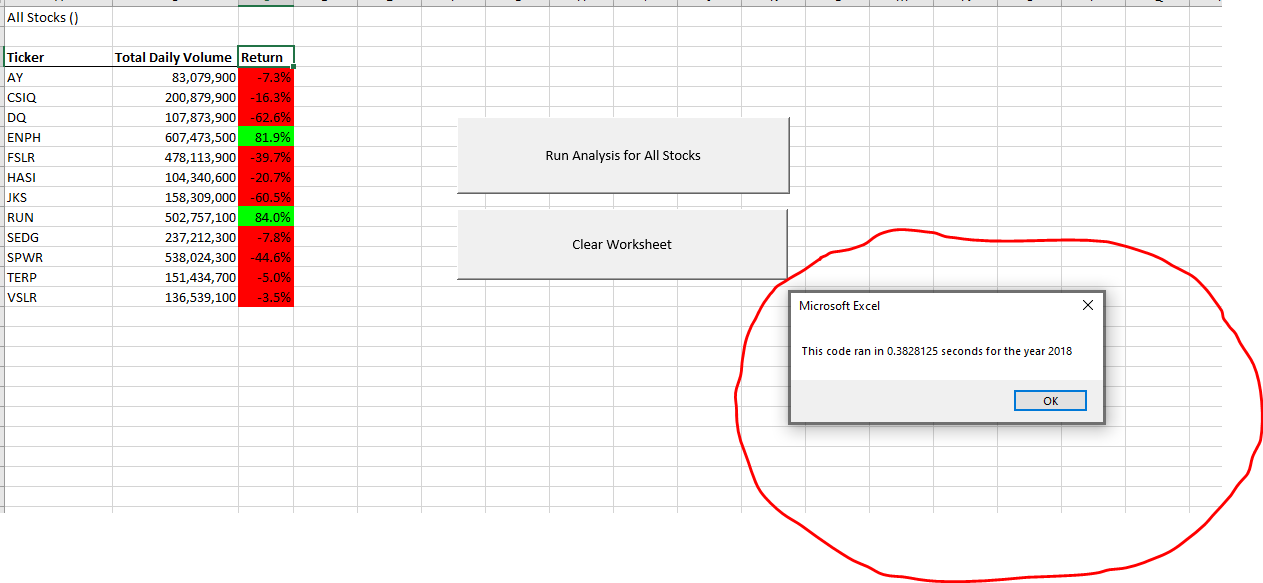 All Stocks ()
Ticker Total Daily Volume Return
AY 83,079,900 -7.3%
CSIQ 200,879,900 -16.3%
DQ 107,873,900 -62.6%
ENPH 607,473,500 81.9%
FSLR 478,113,900 -39.7%
HASI 104,340,600 -20.7%
JKS 158,309,000 -60.5%
RUN 502,757,100 84.0%
SEDG 237,212,300 -7.8%
SPWR 538,024,300 -44.6%
TERP 151,434,700 -5.0%
VSLR 136,539,100 -3.5%
Run Analysis for All Stocks
Clear Worksheet
Microsoft Excel
This code ran in 0.3828125 seconds for the year 2018
OK